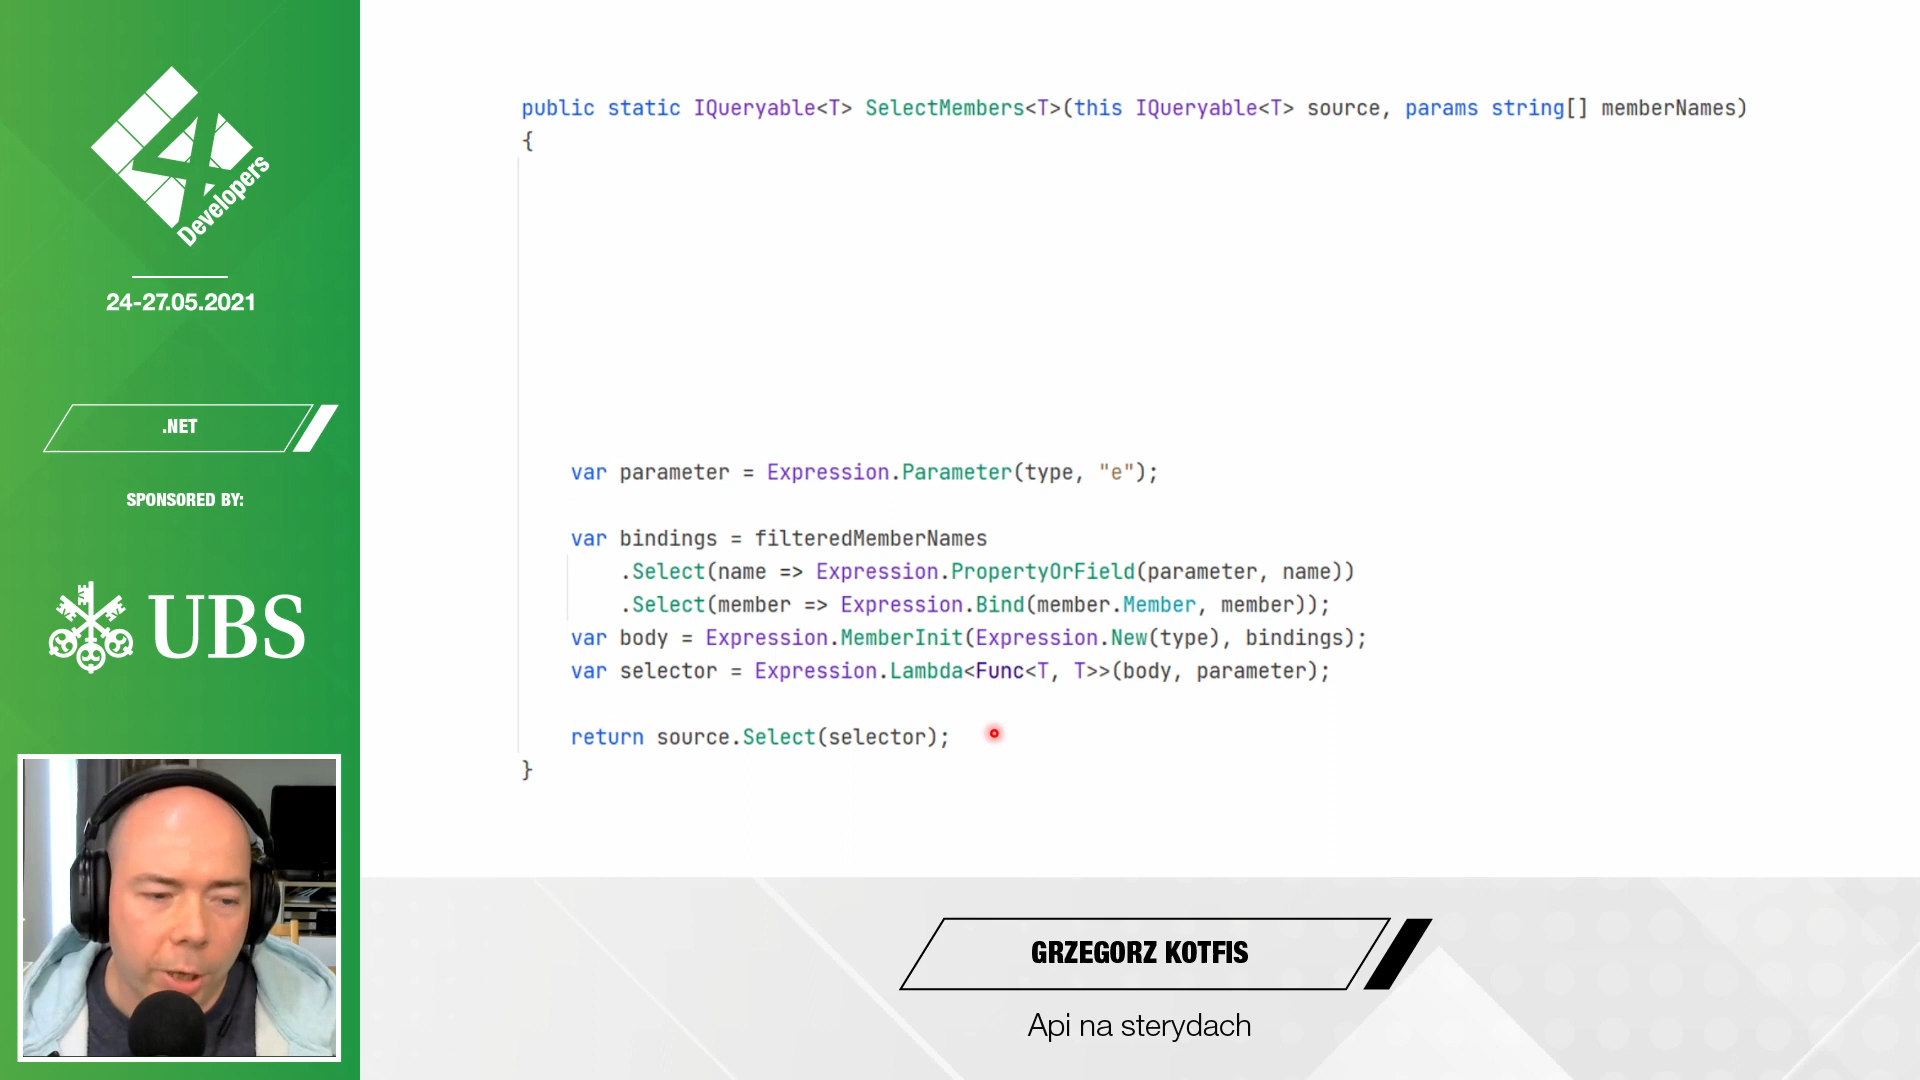 4
Developers
24-27.05.2021
.NET
SPONSORED BY:
UBS
public static IQueryable<T> SelectMembers<T>(this IQueryable<T> source, params string[] memberNames)
{
var parameter = Expression.Parameter(type, "e");
var bindings = filteredMemberNames
.Select(name => Expression.PropertyOrField(parameter, name))
.Select(member => Expression.Bind(member.Member, member));
var body = Expression.MemberInit(Expression.New(type), bindings);
var selector = Expression.Lambda<Func<T, T>>(body, parameter);
return source.Select(selector);
}
GRZEGORZ KOTFIS
Api na sterydach